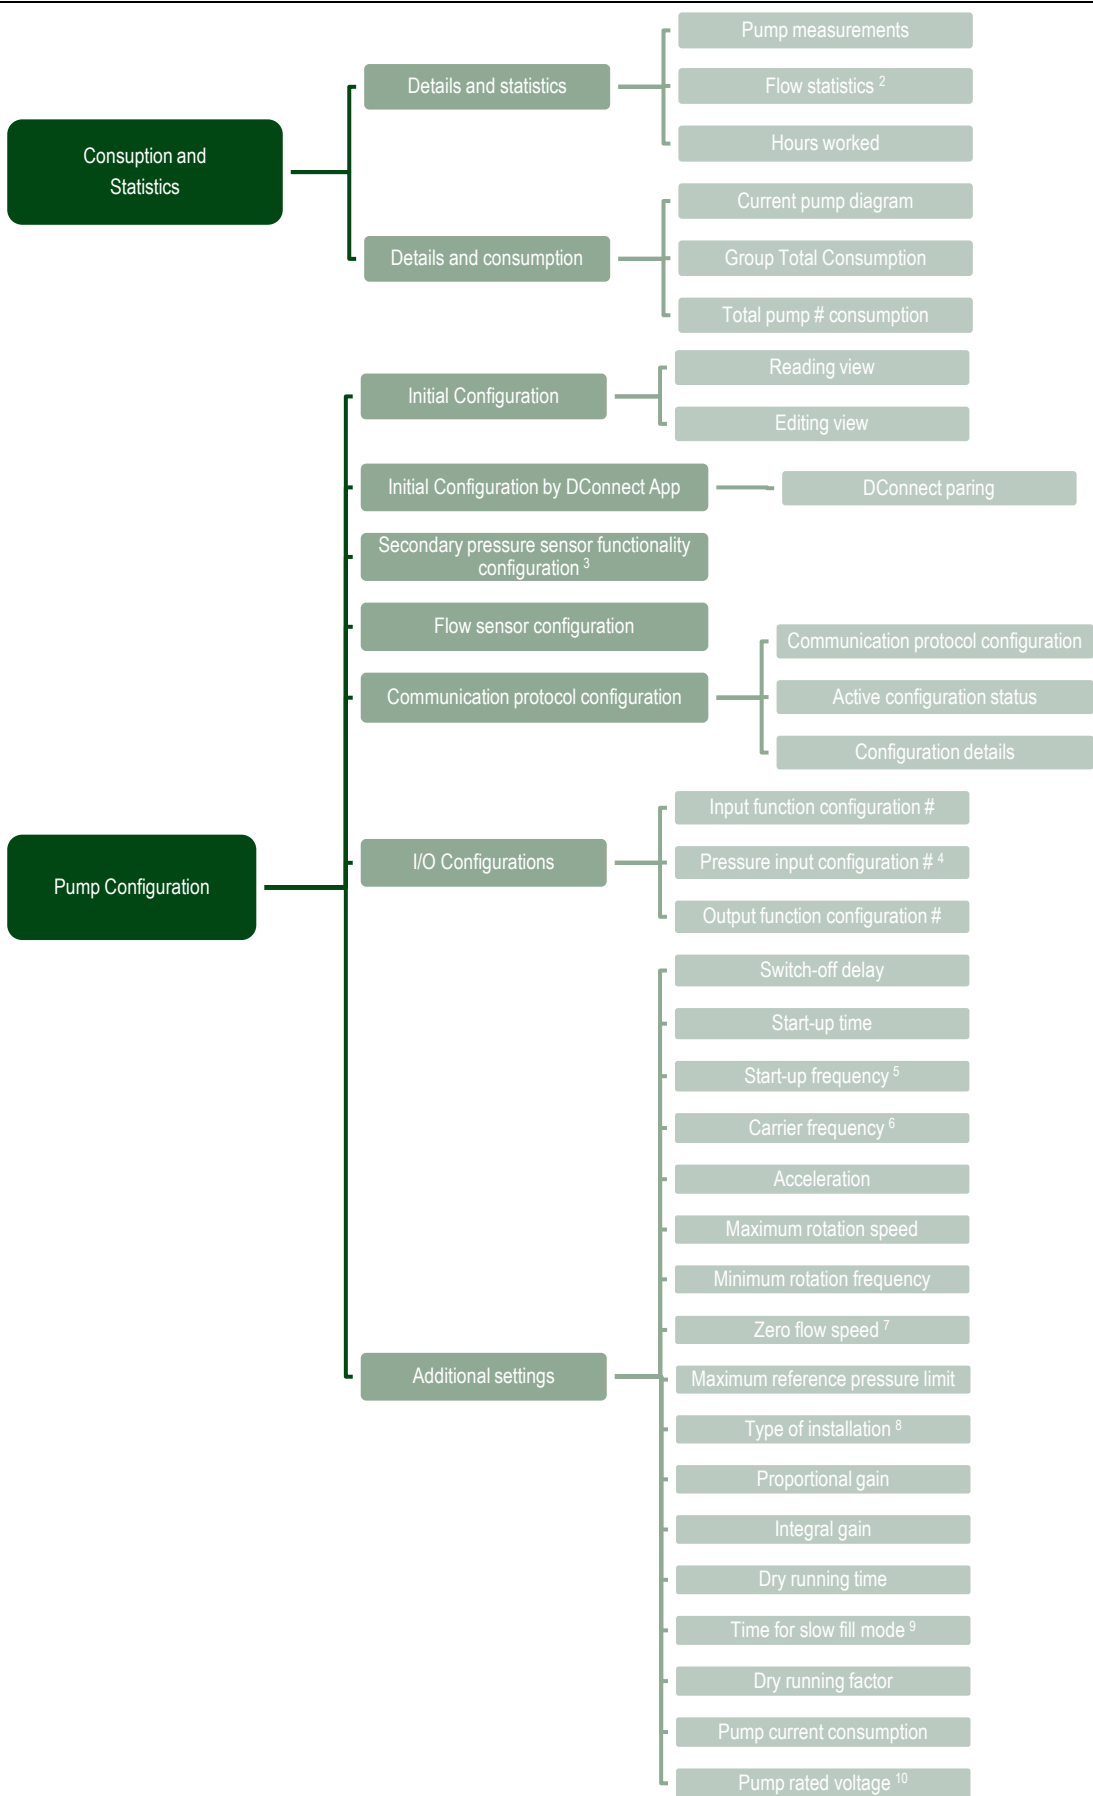 Consuption and
Statistics
Details and statistics
Pump measurements
Flow statistics ²
Hours worked
Details and consumption
Current pump diagram
Group Total Consumption
Total pump # consumption
Pump Configuration
Initial Configuration
Reading view
Editing view
Initial Configuration by DConnect App
DConnect paring
Secondary pressure sensor functionality
configuration ³
Flow sensor configuration
Communication protocol configuration
Communication protocol configuration
Active configuration status
Configuration details
I/O Configurations
Input function configuration #
Pressure input configuration # ⁴
Output function configuration #
Additional settings
Switch-off delay
Start-up time
Start-up frequency ⁵
Carrier frequency ⁶
Acceleration
Maximum rotation speed
Minimum rotation frequency
Zero flow speed ⁷
Maximum reference pressure limit
Type of installation ⁸
Proportional gain
Integral gain
Dry running time
Time for slow fill mode ⁹
Dry running factor
Pump current consumption
Pump rated voltage ¹⁰